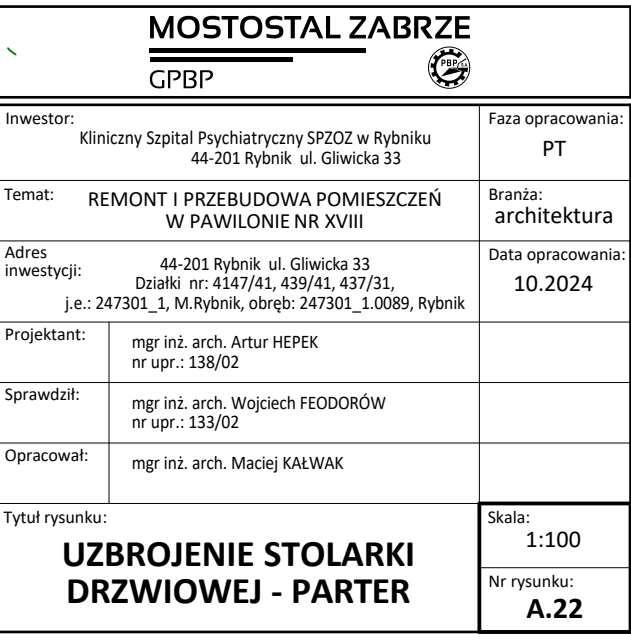 MOSTOSTAL ZABRZE
GPBP
PBP S.A.
Inwestor:
Kliniczny Szpital Psychiatryczny SPZOZ w Rybniku
44-201 Rybnik ul. Gliwicka 33
Faza opracowania:
PT
Temat:
REMONT I PRZEBUDOWA POMIESZCZEŃ
W PAWILONIE NR XVIII
Branża:
architektura
Adres
inwestycji:
44-201 Rybnik ul. Gliwicka 33
Działki nr: 4147/41, 439/41, 437/31,
j.e.: 247301_1, M.Rybnik, obręb: 247301_1.0089, Rybnik
Data opracowania:
10.2024
Projektant:
mgr inż. arch. Artur HEPEK
nr upr.: 138/02
Sprawdził:
mgr inż. arch. Wojciech FEODORÓW
nr upr.: 133/02
Opracował:
mgr inż. arch. Maciej KAŁWAK
Tytuł rysunku:
UZBROJENIE STOLARKI
DRZWIOWEJ - PARTER
Skala:
1:100
Nr rysunku:
A.22